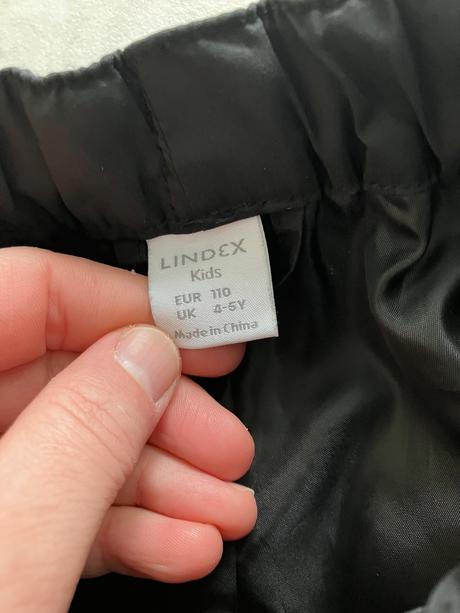 LINDEX
Kids
EUR 110
UK 4-5Y
Made in China